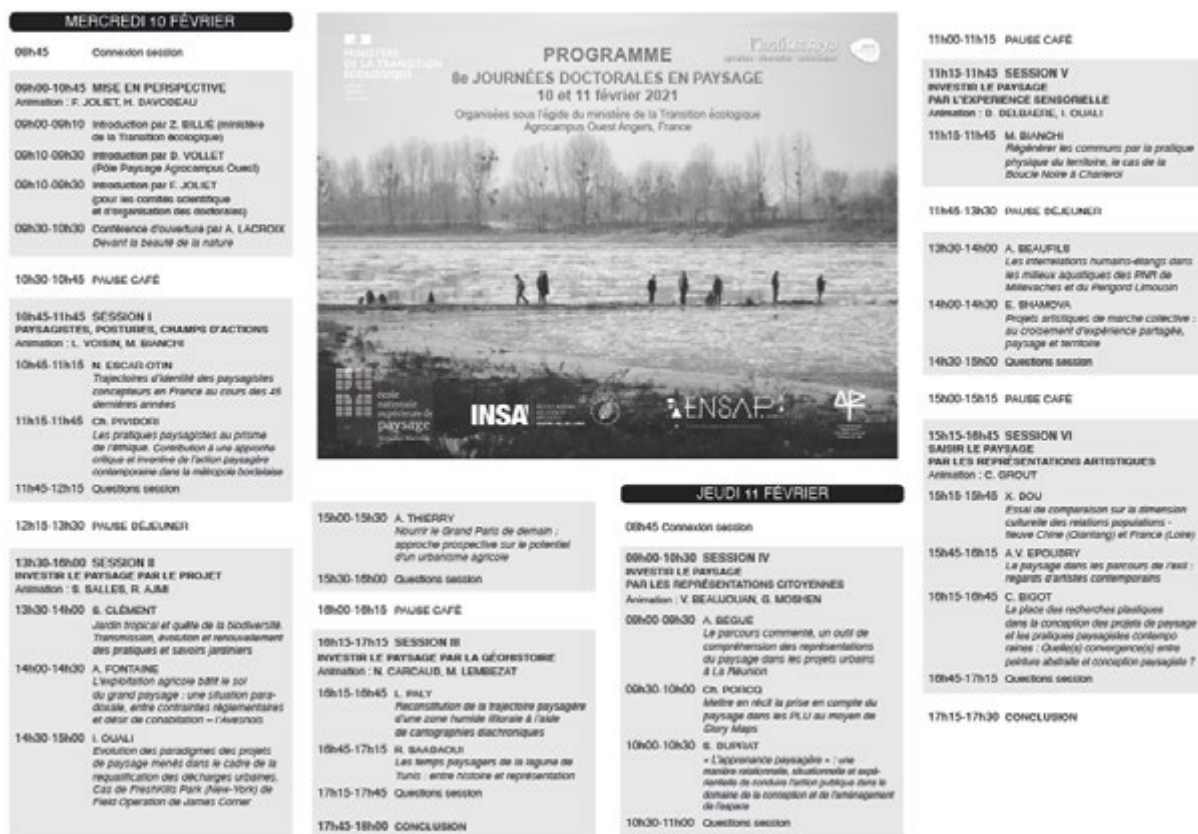 MERCREDI 10 FÉVRIER
08h45 Connexion session
09h00-10h45 MISE EN PERSPECTIVE
Animation : F. JOLIET, H. DAVODEAU
09h00-09h10 Introduction par Z. BILLIÉ (ministère
de la Transition écologique)
09h10-09h30 Introduction par D. VOLLET
(Pôle Paysage Agrocampus Ouest)
09h10-09h30 Introduction par F. JOLIET
(pour les comités scientifique
et d'organisation des doctorales)
09h30-10h30 Conférence d'ouverture par A. LACROIX
Devant la beauté de la nature
10h30-10h45 PAUSE CAFÉ
10h45-11h45 SESSION I
PAYSAGISTES, POSTURES, CHAMPS D'ACTIONS
Animation : L. VOISIN, M. BIANCHI
10h45-11h15 N. ESCAR-OTIN
Trajectoires d'identité des paysagistes
concepteurs en France au cours des 45
dernières années
11h15-11h45 Ch. PIVIDORI
Les pratiques paysagistes au prisme
de l'éthique. Contribution à une approche
critique et inventive de l'action paysagère
contemporaine dans la métropole bordelaise
11h45-12h15 Questions session
12h15-13h30 PAUSE DÉJEUNER
13h30-16h00 SESSION II
INVESTIR LE PAYSAGE PAR LE PROJET
Animation : S. SALLES, R. AJMI
13h30-14h00 S. CLÉMENT
Jardin tropical et quête de la biodiversité.
Transmission, évolution et renouvellement
des pratiques et savoirs jardiniers
14h00-14h30 A. FONTAINE
L'exploitation agricole bâtit le sol
du grand paysage : une situation para-
doxale, entre contraintes réglementaires
et désir de cohabitation – l'Avesnois
14h30-15h00 I. OUALI
Evolution des paradigmes des projets
de paysage menés dans le cadre de la
requalification des décharges urbaines.
Cas de FreshKills Park (New-York) de
Field Operation de James Corner
MINISTÈRE
DE LA TRANSITION
ÉCOLOGIQUE
l'institut Agro
PROGRAMME
8e JOURNÉES DOCTORALES EN PAYSAGE
10 et 11 février 2021
Organisées sous l'égide du ministère de la Transition écologique
Agrocampus Ouest Angers, France
école
nationale
supérieure de
paysage
INSA
ENSAP
15h00-15h30 A. THIERRY
Nourrir le Grand Paris de demain :
approche prospective sur le potentiel
d'un urbanisme agricole
15h30-16h00 Questions session
16h00-16h15 PAUSE CAFÉ
16h15-17h15 SESSION III
INVESTIR LE PAYSAGE PAR LA GÉOHISTOIRE
Animation : N. CARCAUD, M. LEMBEZAT
16h15-16h45 L. PALY
Reconstitution de la trajectoire paysagère
d'une zone humide littorale à l'aide
de cartographies diachroniques
16h45-17h15 R. SAADAOUI
Les temps paysagers de la lagune de
Tunis : entre histoire et représentation
17h15-17h45 Questions session
17h45-18h00 CONCLUSION
JEUDI 11 FÉVRIER
08h45 Connexion session
09h00-10h30 SESSION IV
INVESTIR LE PAYSAGE
PAR LES REPRÉSENTATIONS CITOYENNES
Animation : V. BEAUJOUAN, G. MOSHEN
09h00-09h30 A. BEGUE
Le parcours commenté, un outil de
compréhension des représentations
du paysage dans les projets urbains
à La Réunion
09h30-10h00 Ch. PORCQ
Mettre en récit la prise en compte du
paysage dans les PLU au moyen de
Story Maps
10h00-10h30 S. DUPRAT
« L'apprenance paysagère » : une
manière relationnelle, situationnelle et expé-
rientielle de conduire l'action publique dans le
domaine de la conception et de l'aménagement
de l'espace
10h30-11h00 Questions session
11h00-11h15 PAUSE CAFÉ
11h15-11h45 SESSION V
INVESTIR LE PAYSAGE
PAR L'EXPERIENCE SENSORIELLE
Animation : D. DELBAERE, I. OUALI
11h15-11h45 M. BIANCHI
Régénérer les communs par la pratique
physique du territoire, le cas de la
Boucle Noire à Charleroi
11h45-13h30 PAUSE DÉJEUNER
13h30-14h00 A. BEAUFILS
Les interrelations humains-étangs dans
les milieux aquatiques des PNR de
Millevaches et du Périgord Limousin
14h00-14h30 E. SHAMOVA
Projets artistiques de marche collective :
au croisement d'expérience partagée,
paysage et territoire
14h30-15h00 Questions session
15h00-15h15 PAUSE CAFÉ
15h15-16h45 SESSION VI
SAISIR LE PAYSAGE
PAR LES REPRÉSENTATIONS ARTISTIQUES
Animation : C. GROUT
15h15-15h45 X. DOU
Essai de comparaison sur la dimension
culturelle des relations populations -
fleuve Chine (Qiantang) et France (Loire)
15h45-16h15 A.V. EPOUBRY
Le paysage dans les parcours de l'exil :
regards d'artistes contemporains
16h15-16h45 C. BIGOT
La place des recherches plastiques
dans la conception des projets de paysage
et les pratiques paysagistes contempo
raines : Quelle(s) convergence(s) entre
peinture abstraite et conception paysagiste ?
16h45-17h15 Questions session
17h15-17h30 CONCLUSION